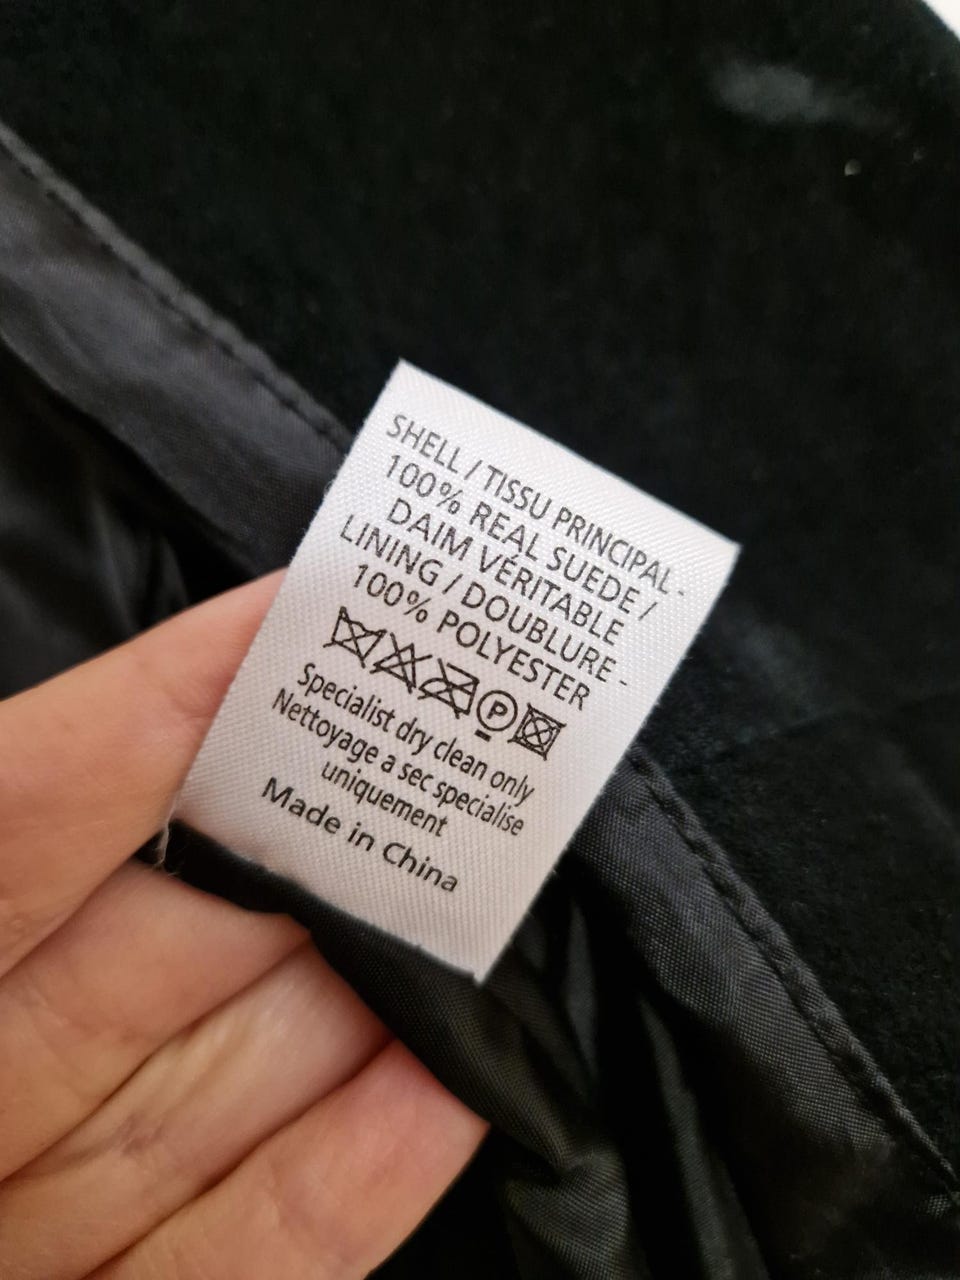 SHELL / TISSU PRINCIPAL -
100% REAL SUEDE /
DAIM VÉRITABLE
LINING / DOUBLURE -
100% POLYESTER
P
Specialist dry clean only
Nettoyage a sec specialise
uniquement
Made in China